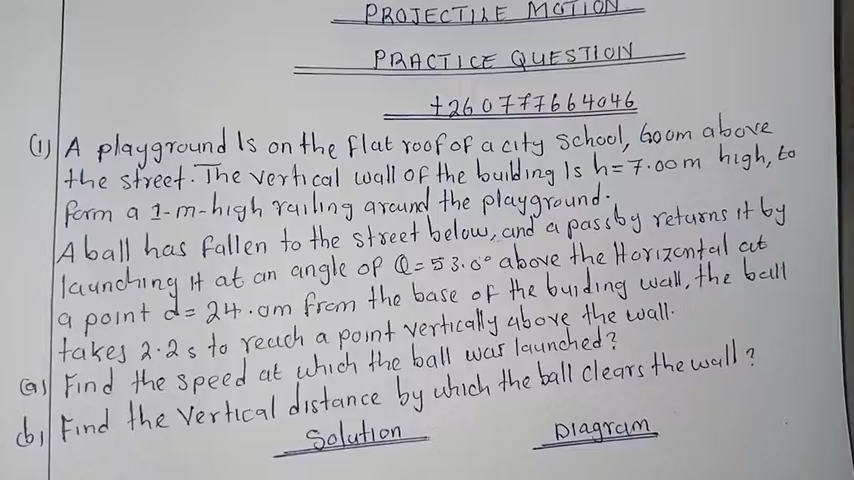 PROJECTILE MOTION
PRACTICE QUESTION
+260777664046
(1) A playground Is on the flat roof of a city School, 600m above
the street. The vertical wall of the building Is h = 7.00m high, to
form a 1-m-high railing around the playground.
A ball has fallen to the street below, and a passby returns it by
launching It at an angle of Q = 53.0° above the Horizontal at
a point d = 24.0m from the base of the buiding wall, the ball
takes 2.2s to reach a point vertically above the wall.
(a) Find the speed at which the ball was launched?
(b) Find the vertical distance by which the ball clears the wall?
Solution Diagram